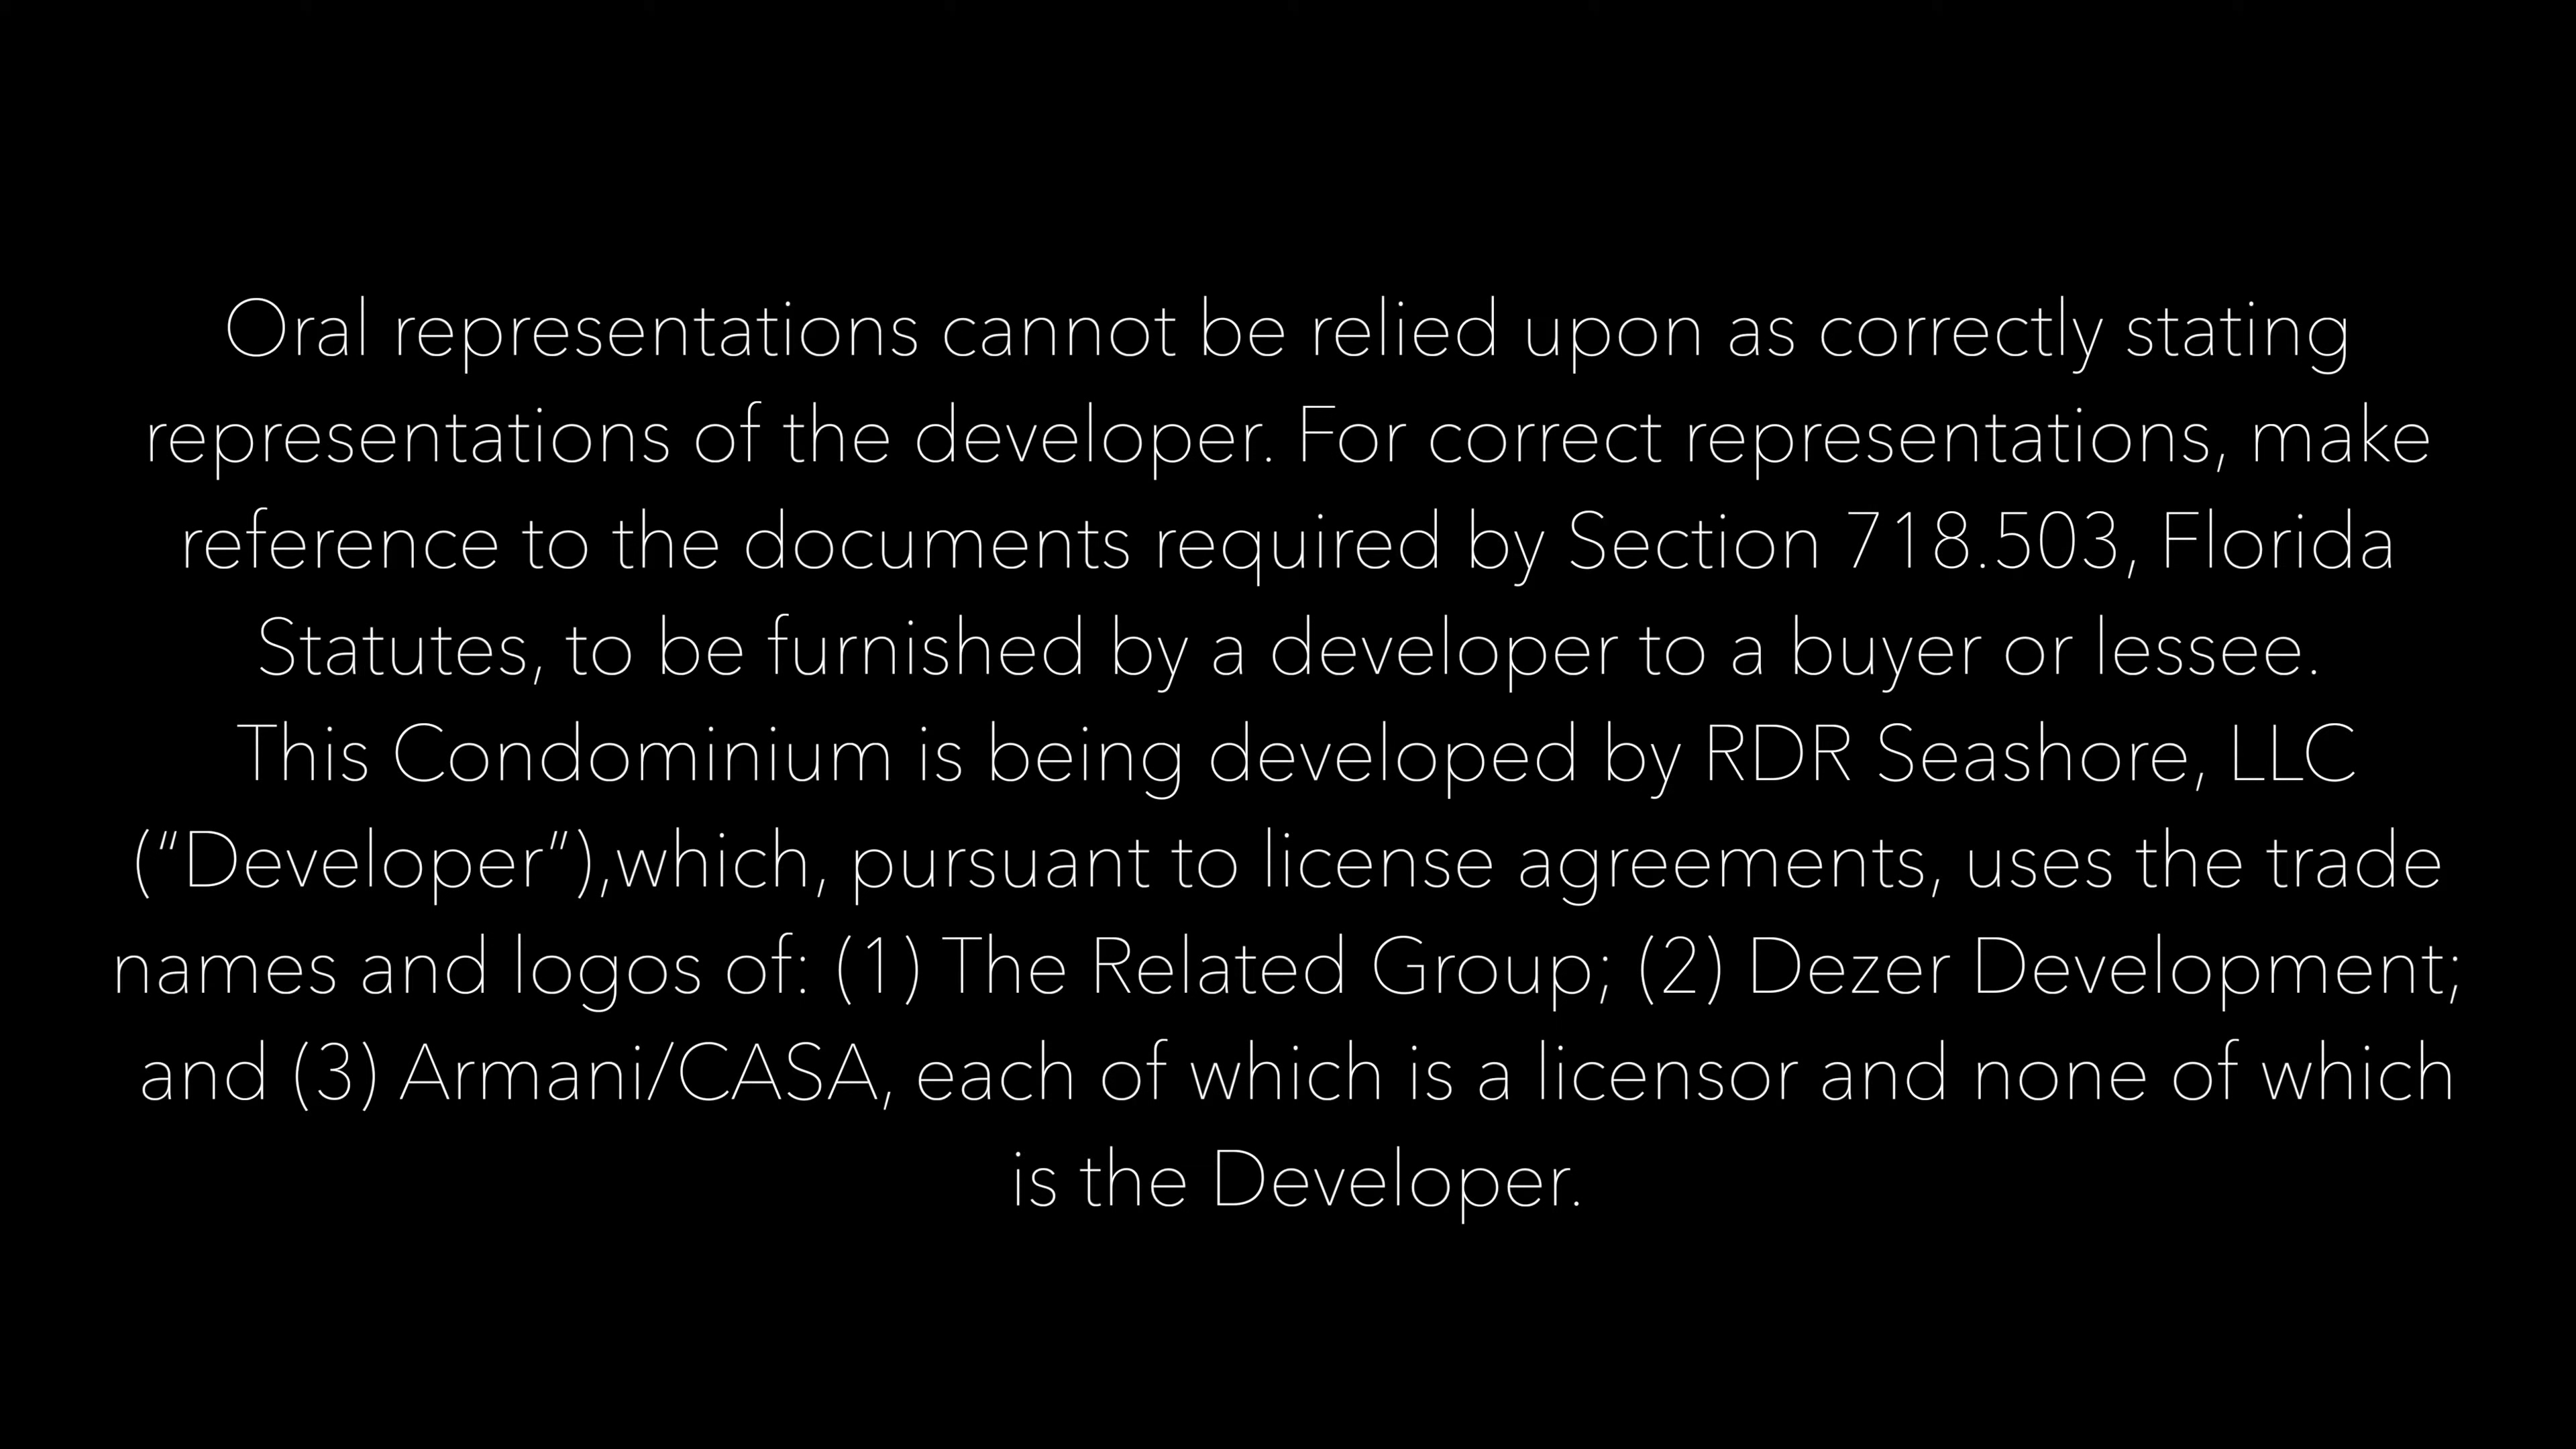 Oral representations cannot be relied upon as correctly stating
representations of the developer. For correct representations, make
reference to the documents required by Section 718.503, Florida
Statutes, to be furnished by a developer to a buyer or lessee.
This Condominium is being developed by RDR Seashore, LLC
(“Developer”),which, pursuant to license agreements, uses the trade
names and logos of: (1) The Related Group; (2) Dezer Development;
and (3) Armani/CASA, each of which is a licensor and none of which
is the Developer.